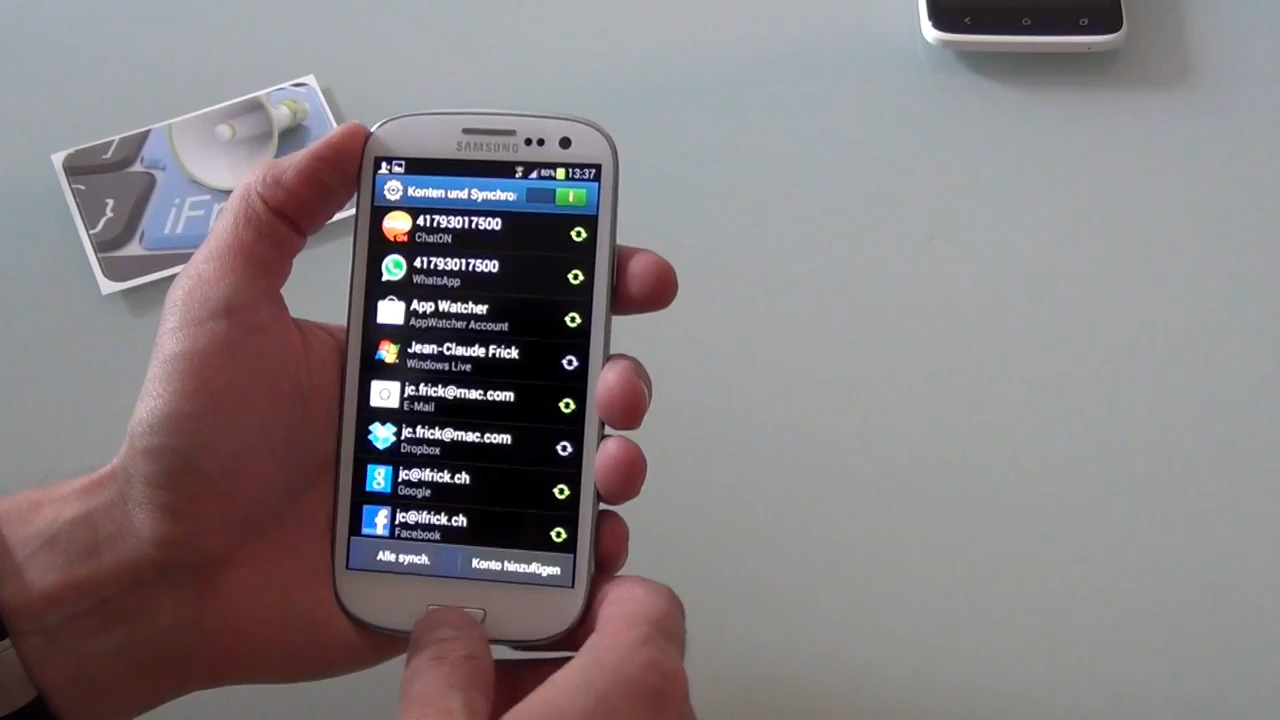 iFr
SAMSUNG
80% 13:37
Konten und Synchro
41793017500
ChatON
41793017500
WhatsApp
App Watcher
AppWatcher Account
Jean-Claude Frick
Windows Live
jc.frick@mac.com
E-Mail
jc.frick@mac.com
Dropbox
jc@ifrick.ch
Google
jc@ifrick.ch
Facebook
Alle synch. Konto hinzufügen